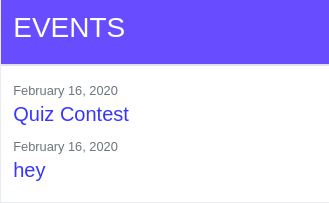 EVENTS
February 16, 2020
Quiz Contest
February 16, 2020
hey